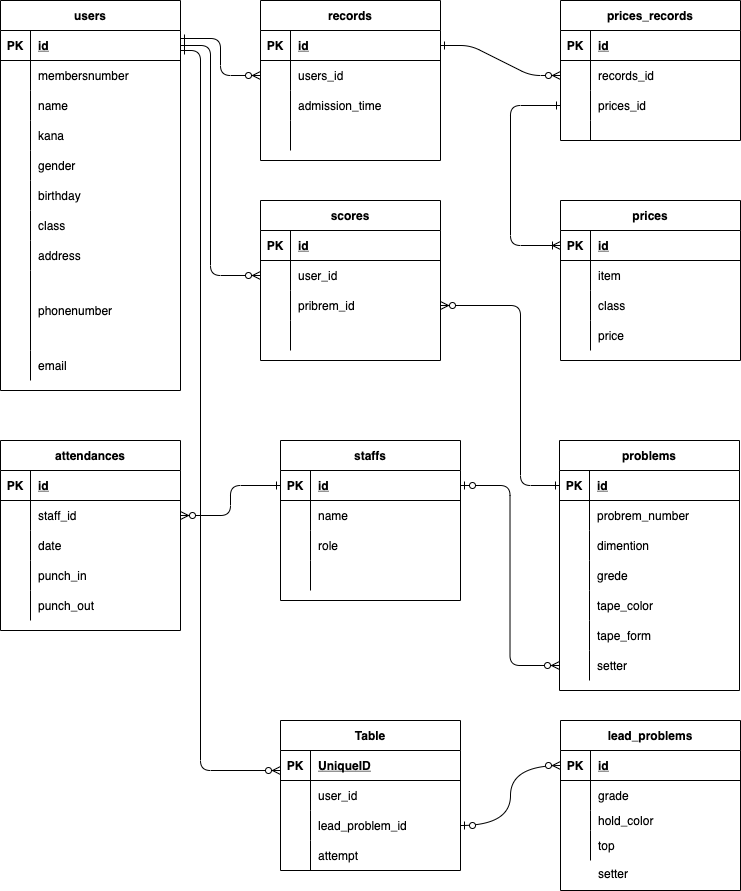 users
PK id
membersnumber
name
kana
gender
birthday
class
address
phonenumber
email
records
PK id
users_id
admission_time
prices_records
PK id
records_id
prices_id
scores
PK id
user_id
pribrem_id
prices
PK id
item
class
price
attendances
PK id
staff_id
date
punch_in
punch_out
staffs
PK id
name
role
problems
PK id
probrem_number
dimention
grede
tape_color
tape_form
setter
Table
PK UniqueID
user_id
lead_problem_id
attempt
lead_problems
PK id
grade
hold_color
top
setter